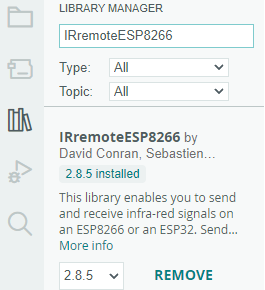 LIBRARY MANAGER
IRremoteESP8266
Type: All
Topic: All
IRremoteESP8266 by
David Conran, Sebastien...
2.8.5 installed
This library enables you to send
and receive infra-red signals on
an ESP8266 or an ESP32. Send...
More info
2.8.5 REMOVE